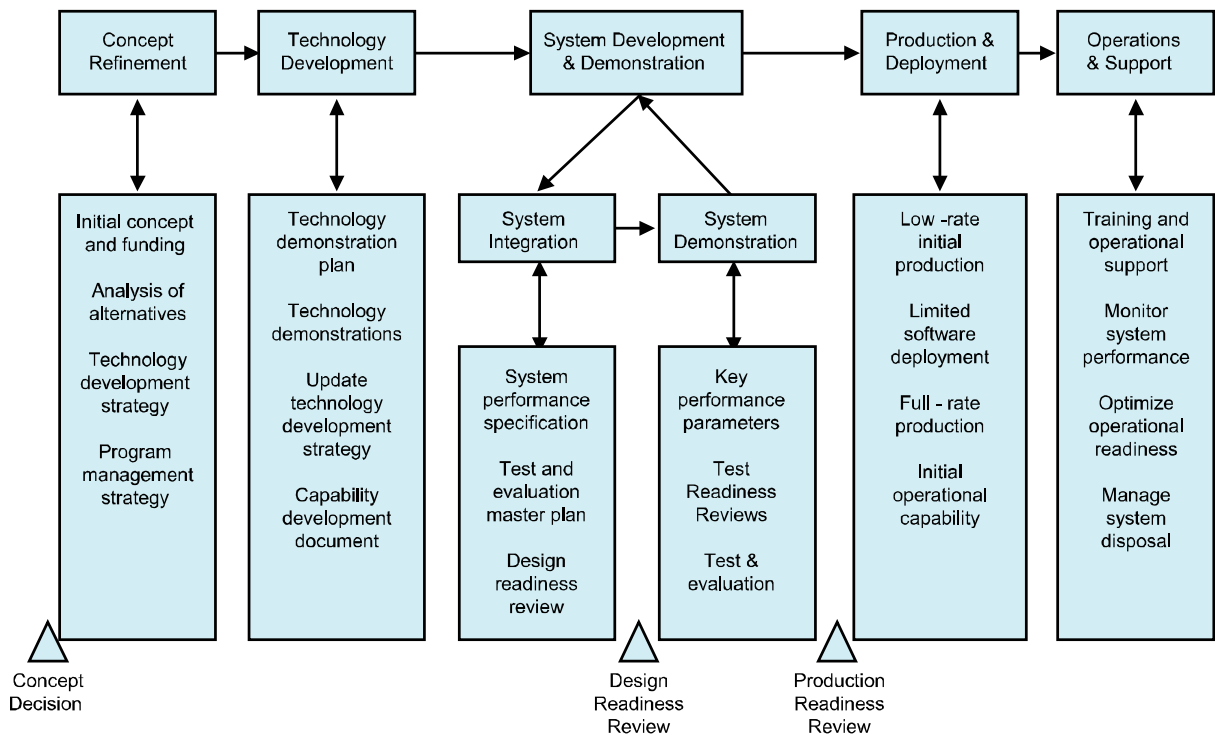 Concept
Refinement
Technology
Development
System Development
& Demonstration
Production &
Deployment
Operations
& Support
Initial concept
and funding
Analysis of
alternatives
Technology
development
strategy
Program
management
strategy
Technology
demonstration
plan
Technology
demonstrations
Update
technology
development
strategy
Capability
development
document
System
Integration
System
Demonstration
System
performance
specification
Test and
evaluation
master plan
Design
readiness
review
Key
performance
parameters
Test
Readiness
Reviews
Test &
evaluation
Low -rate
initial
production
Limited
software
deployment
Full - rate
production
Initial
operational
capability
Training and
operational
support
Monitor
system
performance
Optimize
operational
readiness
Manage
system
disposal
Concept
Decision
Design
Readiness
Review
Production
Readiness
Review